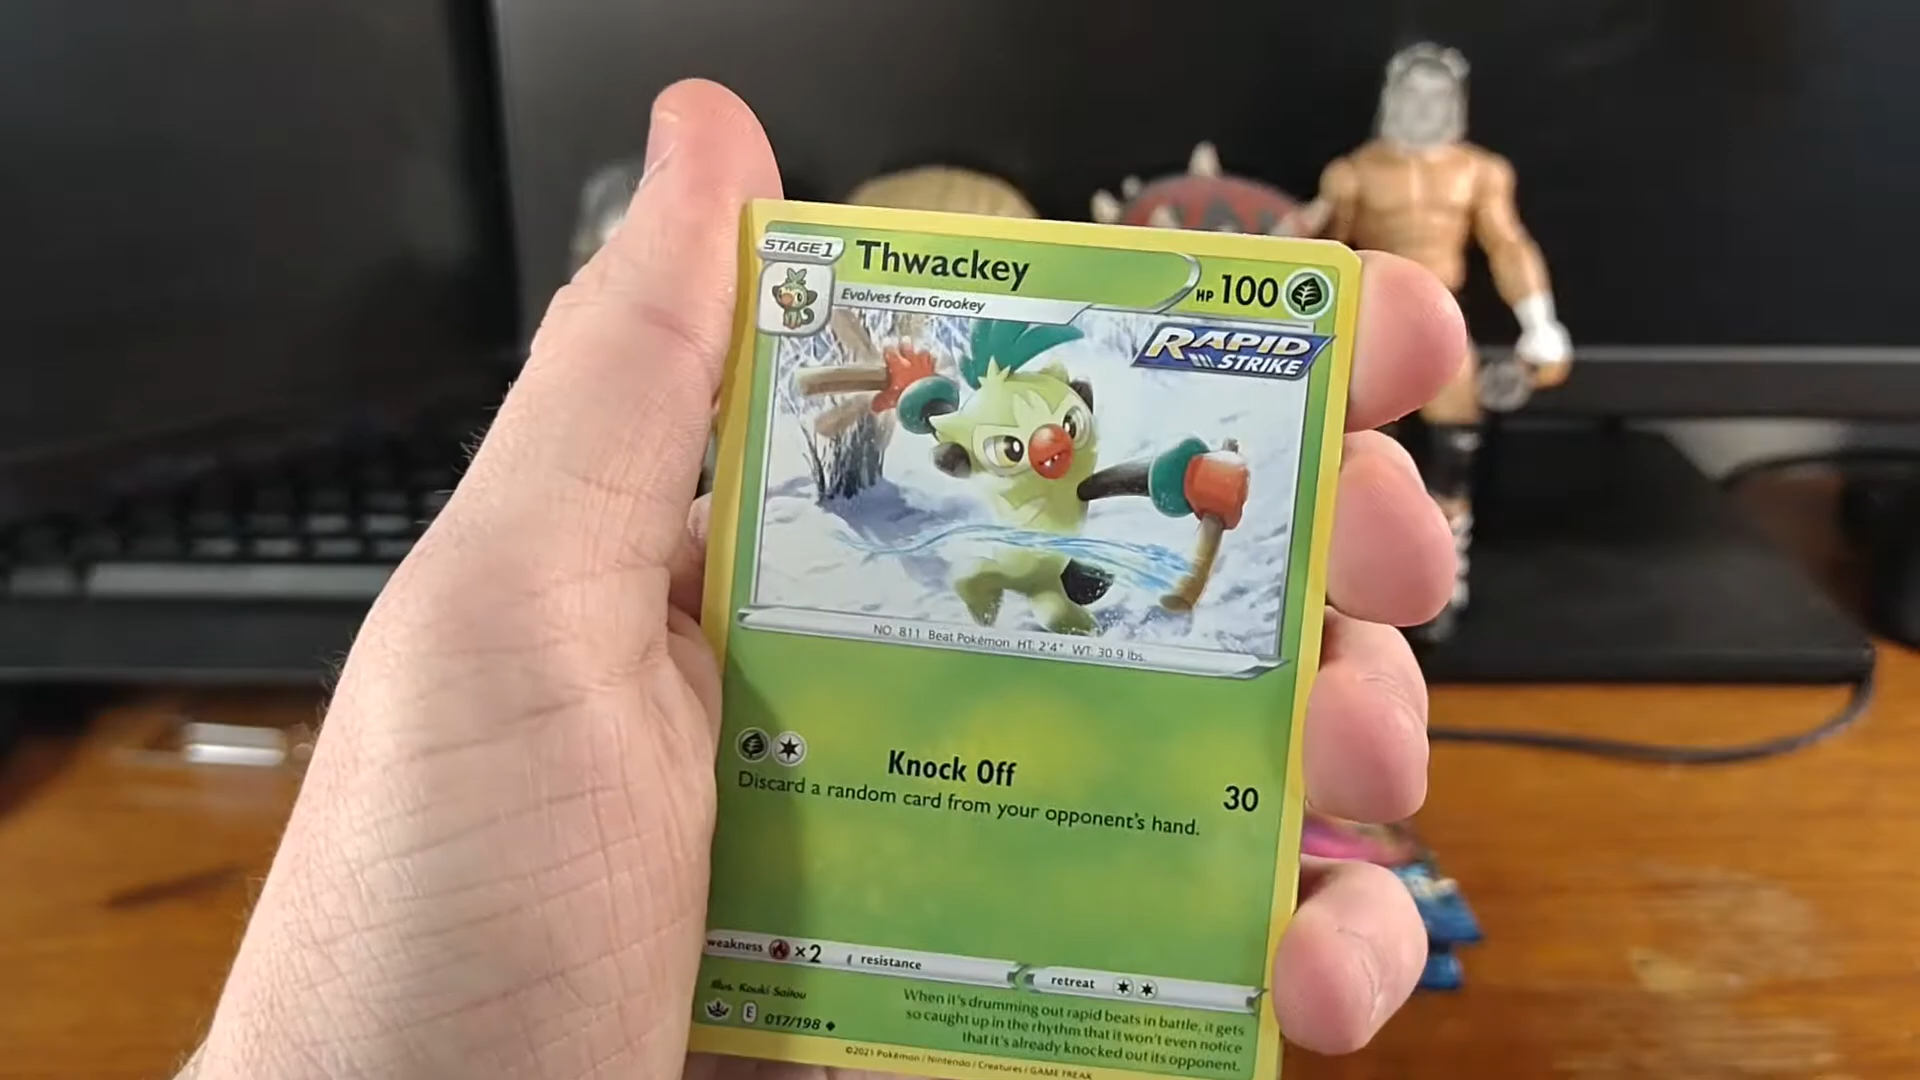 STAGE1
Thwackey
HP 100
Evolves from Grookey
RAPID
STRIKE
NO. 811 Beat Pokémon HT: 2'4" WT: 30.9 lbs.
Knock Off 30
Discard a random card from your opponent's hand.
weakness ×2 resistance retreat
Illus. Kouki Saitou
E 017/198
When it's drumming out rapid beats in battle, it gets
so caught up in the rhythm that it won't even notice
that it's already knocked out its opponent.
©2021 Pokémon / Nintendo / Creatures / GAME FREAK